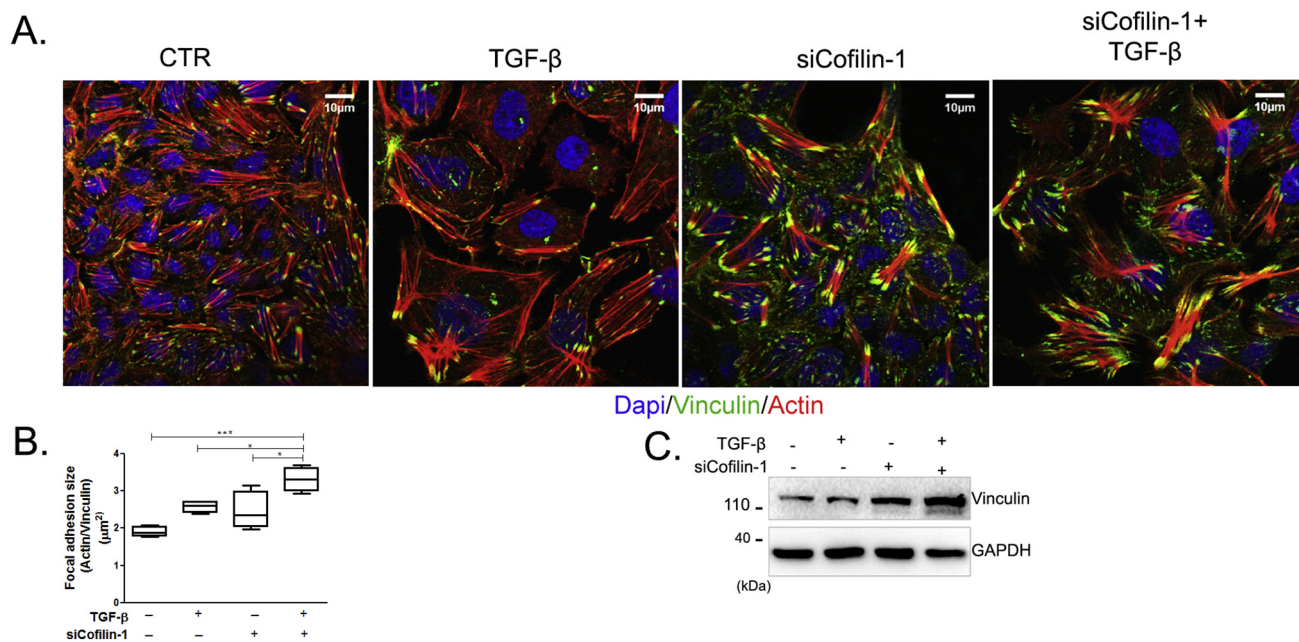 A.
CTR
TGF-β
siCofilin-1
siCofilin-1+
TGF-β
10μm
10μm
10μm
10μm
Dapi/Vinculin/Actin
B.
Focal adhesion size
(Actin/Vinculin)
(μm²)
4
3
2
1
0
***
*
*
TGF-β – + – +
siCofilin-1 – – + +
C.
TGF-β - + - +
siCofilin-1 - - + +
110
Vinculin
40
GAPDH
(kDa)